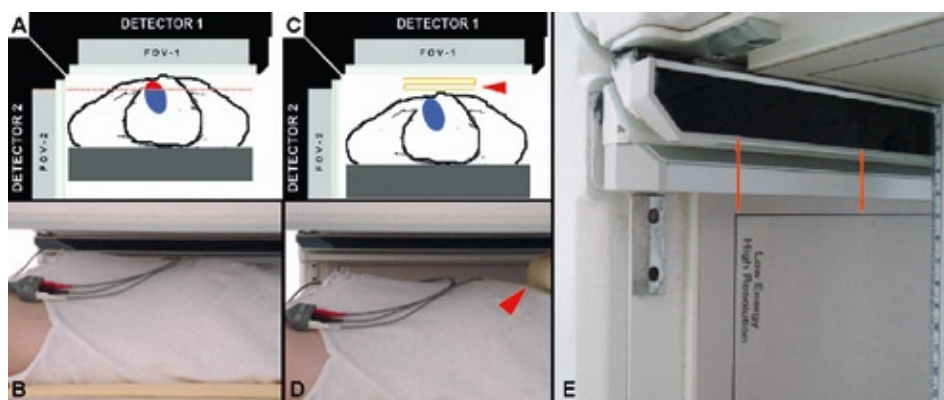 A
DETECTOR 1
FOV-1
DETECTOR 2
FOV-2
C
DETECTOR 1
FOV-1
DETECTOR 2
FOV-2
B
D
Low Energy
High Resolution
E